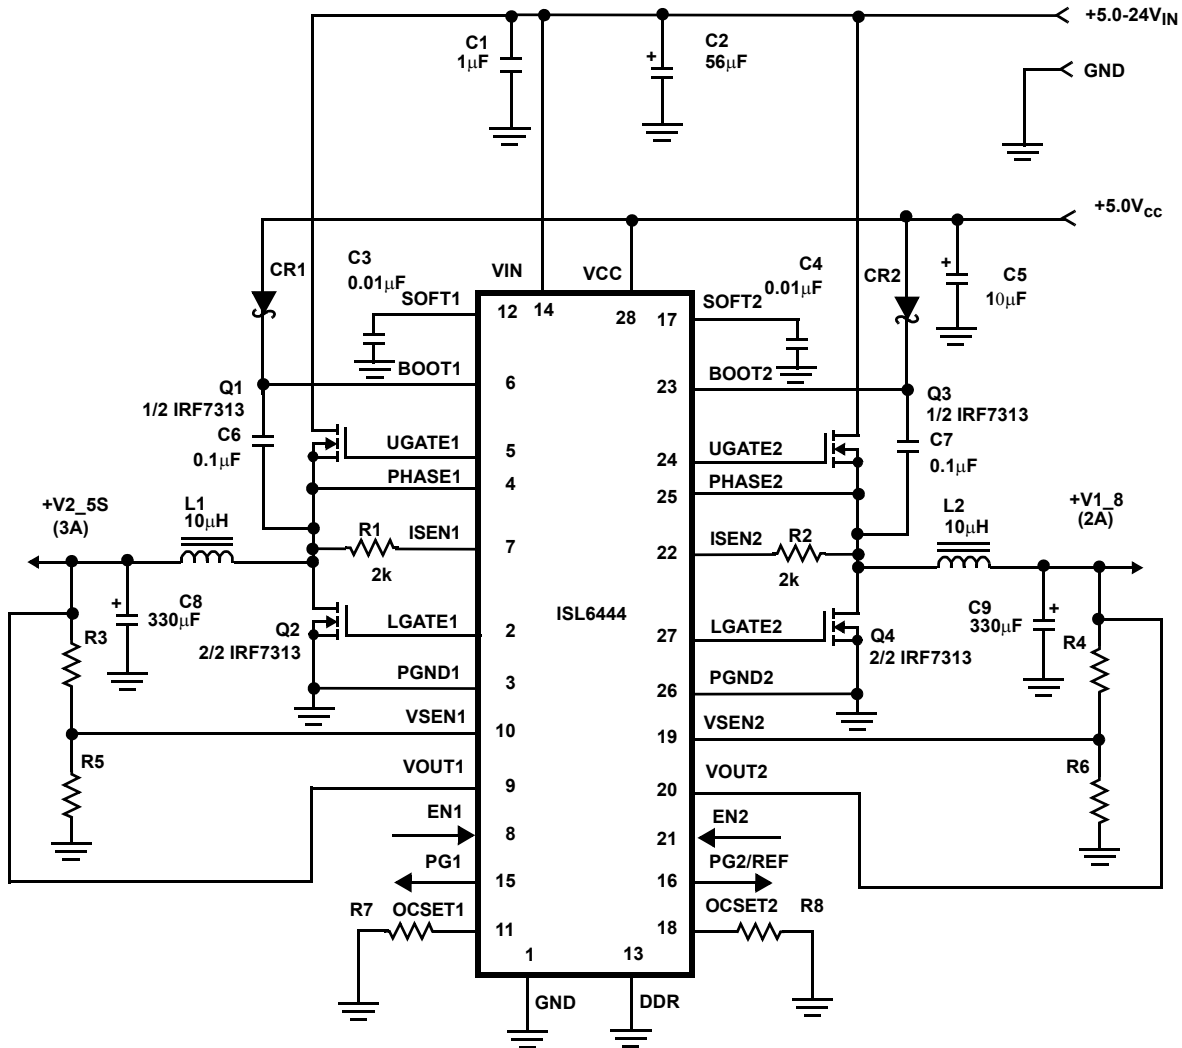 +5.0-24VIN
C1
1µF
C2
56µF
GND
+5.0VCC
CR1
C3
0.01µF
VIN
VCC
C4
0.01µF
CR2
C5
10µF
SOFT1
12
14
28
17
SOFT2
BOOT1
6
23
BOOT2
Q1
1/2 IRF7313
C6
0.1µF
Q3
1/2 IRF7313
C7
0.1µF
UGATE1
5
24
UGATE2
PHASE1
4
25
PHASE2
+V2_5S
(3A)
L1
10µH
R1
2k
ISEN1
7
22
ISEN2
R2
2k
L2
10µH
+V1_8
(2A)
ISL6444
C8
330µF
R3
Q2
2/2 IRF7313
LGATE1
2
27
LGATE2
Q4
2/2 IRF7313
C9
330µF
R4
PGND1
3
26
PGND2
VSEN1
10
19
VSEN2
R5
R6
VOUT1
9
20
VOUT2
EN1
8
21
EN2
PG1
15
16
PG2/REF
R7
OCSET1
11
18
OCSET2
R8
1
13
GND
DDR